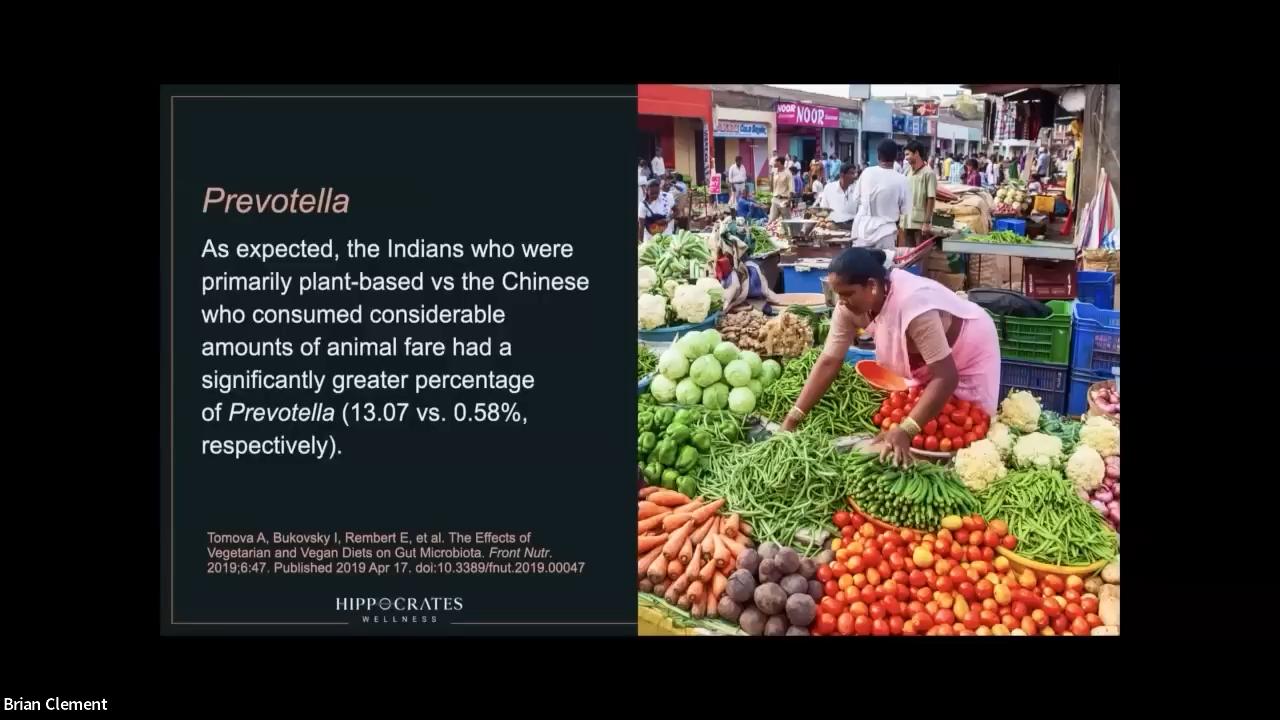 Prevotella
As expected, the Indians who were
primarily plant-based vs the Chinese
who consumed considerable
amounts of animal fare had a
significantly greater percentage
of Prevotella (13.07 vs. 0.58%,
respectively).
Tomova A, Bukovsky I, Rembert E, et al. The Effects of
Vegetarian and Vegan Diets on Gut Microbiota. Front Nutr.
2019;6:47. Published 2019 Apr 17. doi:10.3389/fnut.2019.00047
HIPPOCRATES
WELLNESS
NOOR
NOOR
Brian Clement